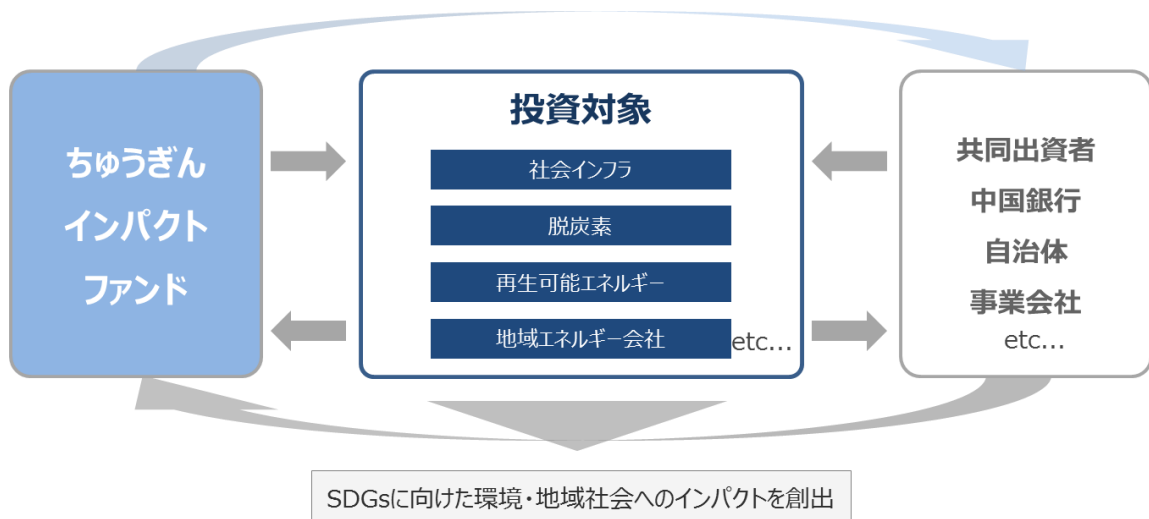 ちゅうぎん
インパクト
ファンド
投資対象
社会インフラ
脱炭素
再生可能エネルギー
地域エネルギー会社
etc...
共同出資者
中国銀行
自治体
事業会社
etc...
SDGsに向けた環境・地域社会へのインパクトを創出